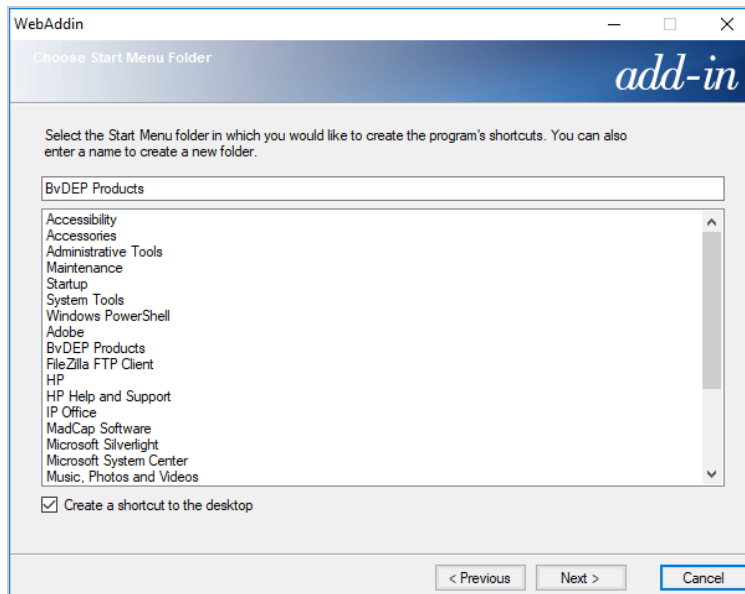 WebAddin
Choose Start Menu Folder
add-in
Select the Start Menu folder in which you would like to create the program's shortcuts. You can also
enter a name to create a new folder.
BvDEP Products
Accessibility
Accessories
Administrative Tools
Maintenance
Startup
System Tools
Windows PowerShell
Adobe
BvDEP Products
FileZilla FTP Client
HP
HP Help and Support
IP Office
MadCap Software
Microsoft Silverlight
Microsoft System Center
Music, Photos and Videos
Create a shortcut to the desktop
< Previous Next > Cancel